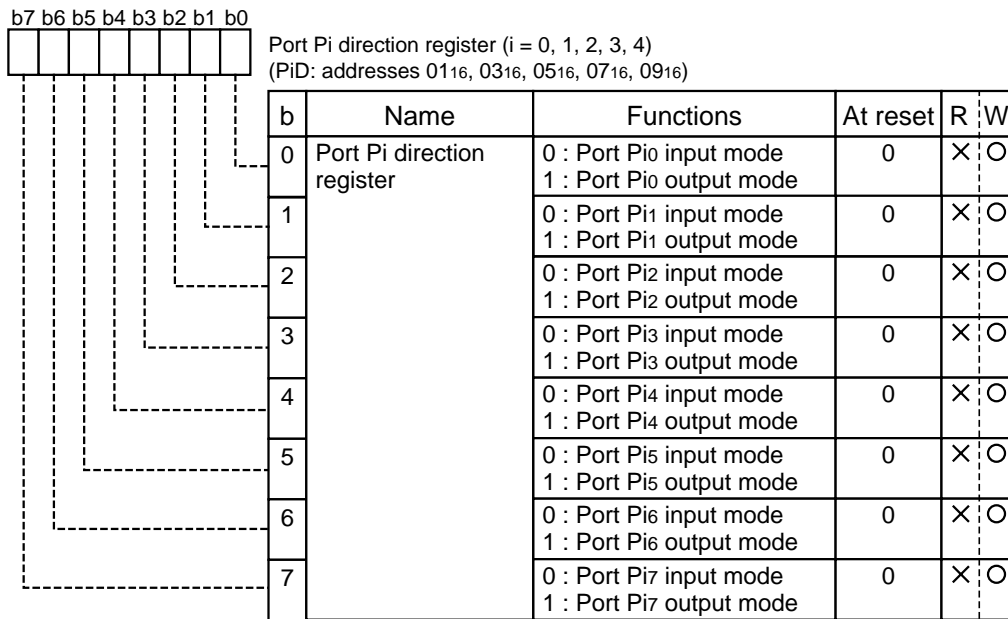 b7 b6 b5 b4 b3 b2 b1 b0
Port Pi direction register (i = 0, 1, 2, 3, 4)
(PiD: addresses 0116, 0316, 0516, 0716, 0916)
b Name Functions At reset R W
0 Port Pi direction register 0 : Port Pi0 input mode 0 × ○
1 : Port Pi0 output mode
1 0 : Port Pi1 input mode 0 × ○
1 : Port Pi1 output mode
2 0 : Port Pi2 input mode 0 × ○
1 : Port Pi2 output mode
3 0 : Port Pi3 input mode 0 × ○
1 : Port Pi3 output mode
4 0 : Port Pi4 input mode 0 × ○
1 : Port Pi4 output mode
5 0 : Port Pi5 input mode 0 × ○
1 : Port Pi5 output mode
6 0 : Port Pi6 input mode 0 × ○
1 : Port Pi6 output mode
7 0 : Port Pi7 input mode 0 × ○
1 : Port Pi7 output mode